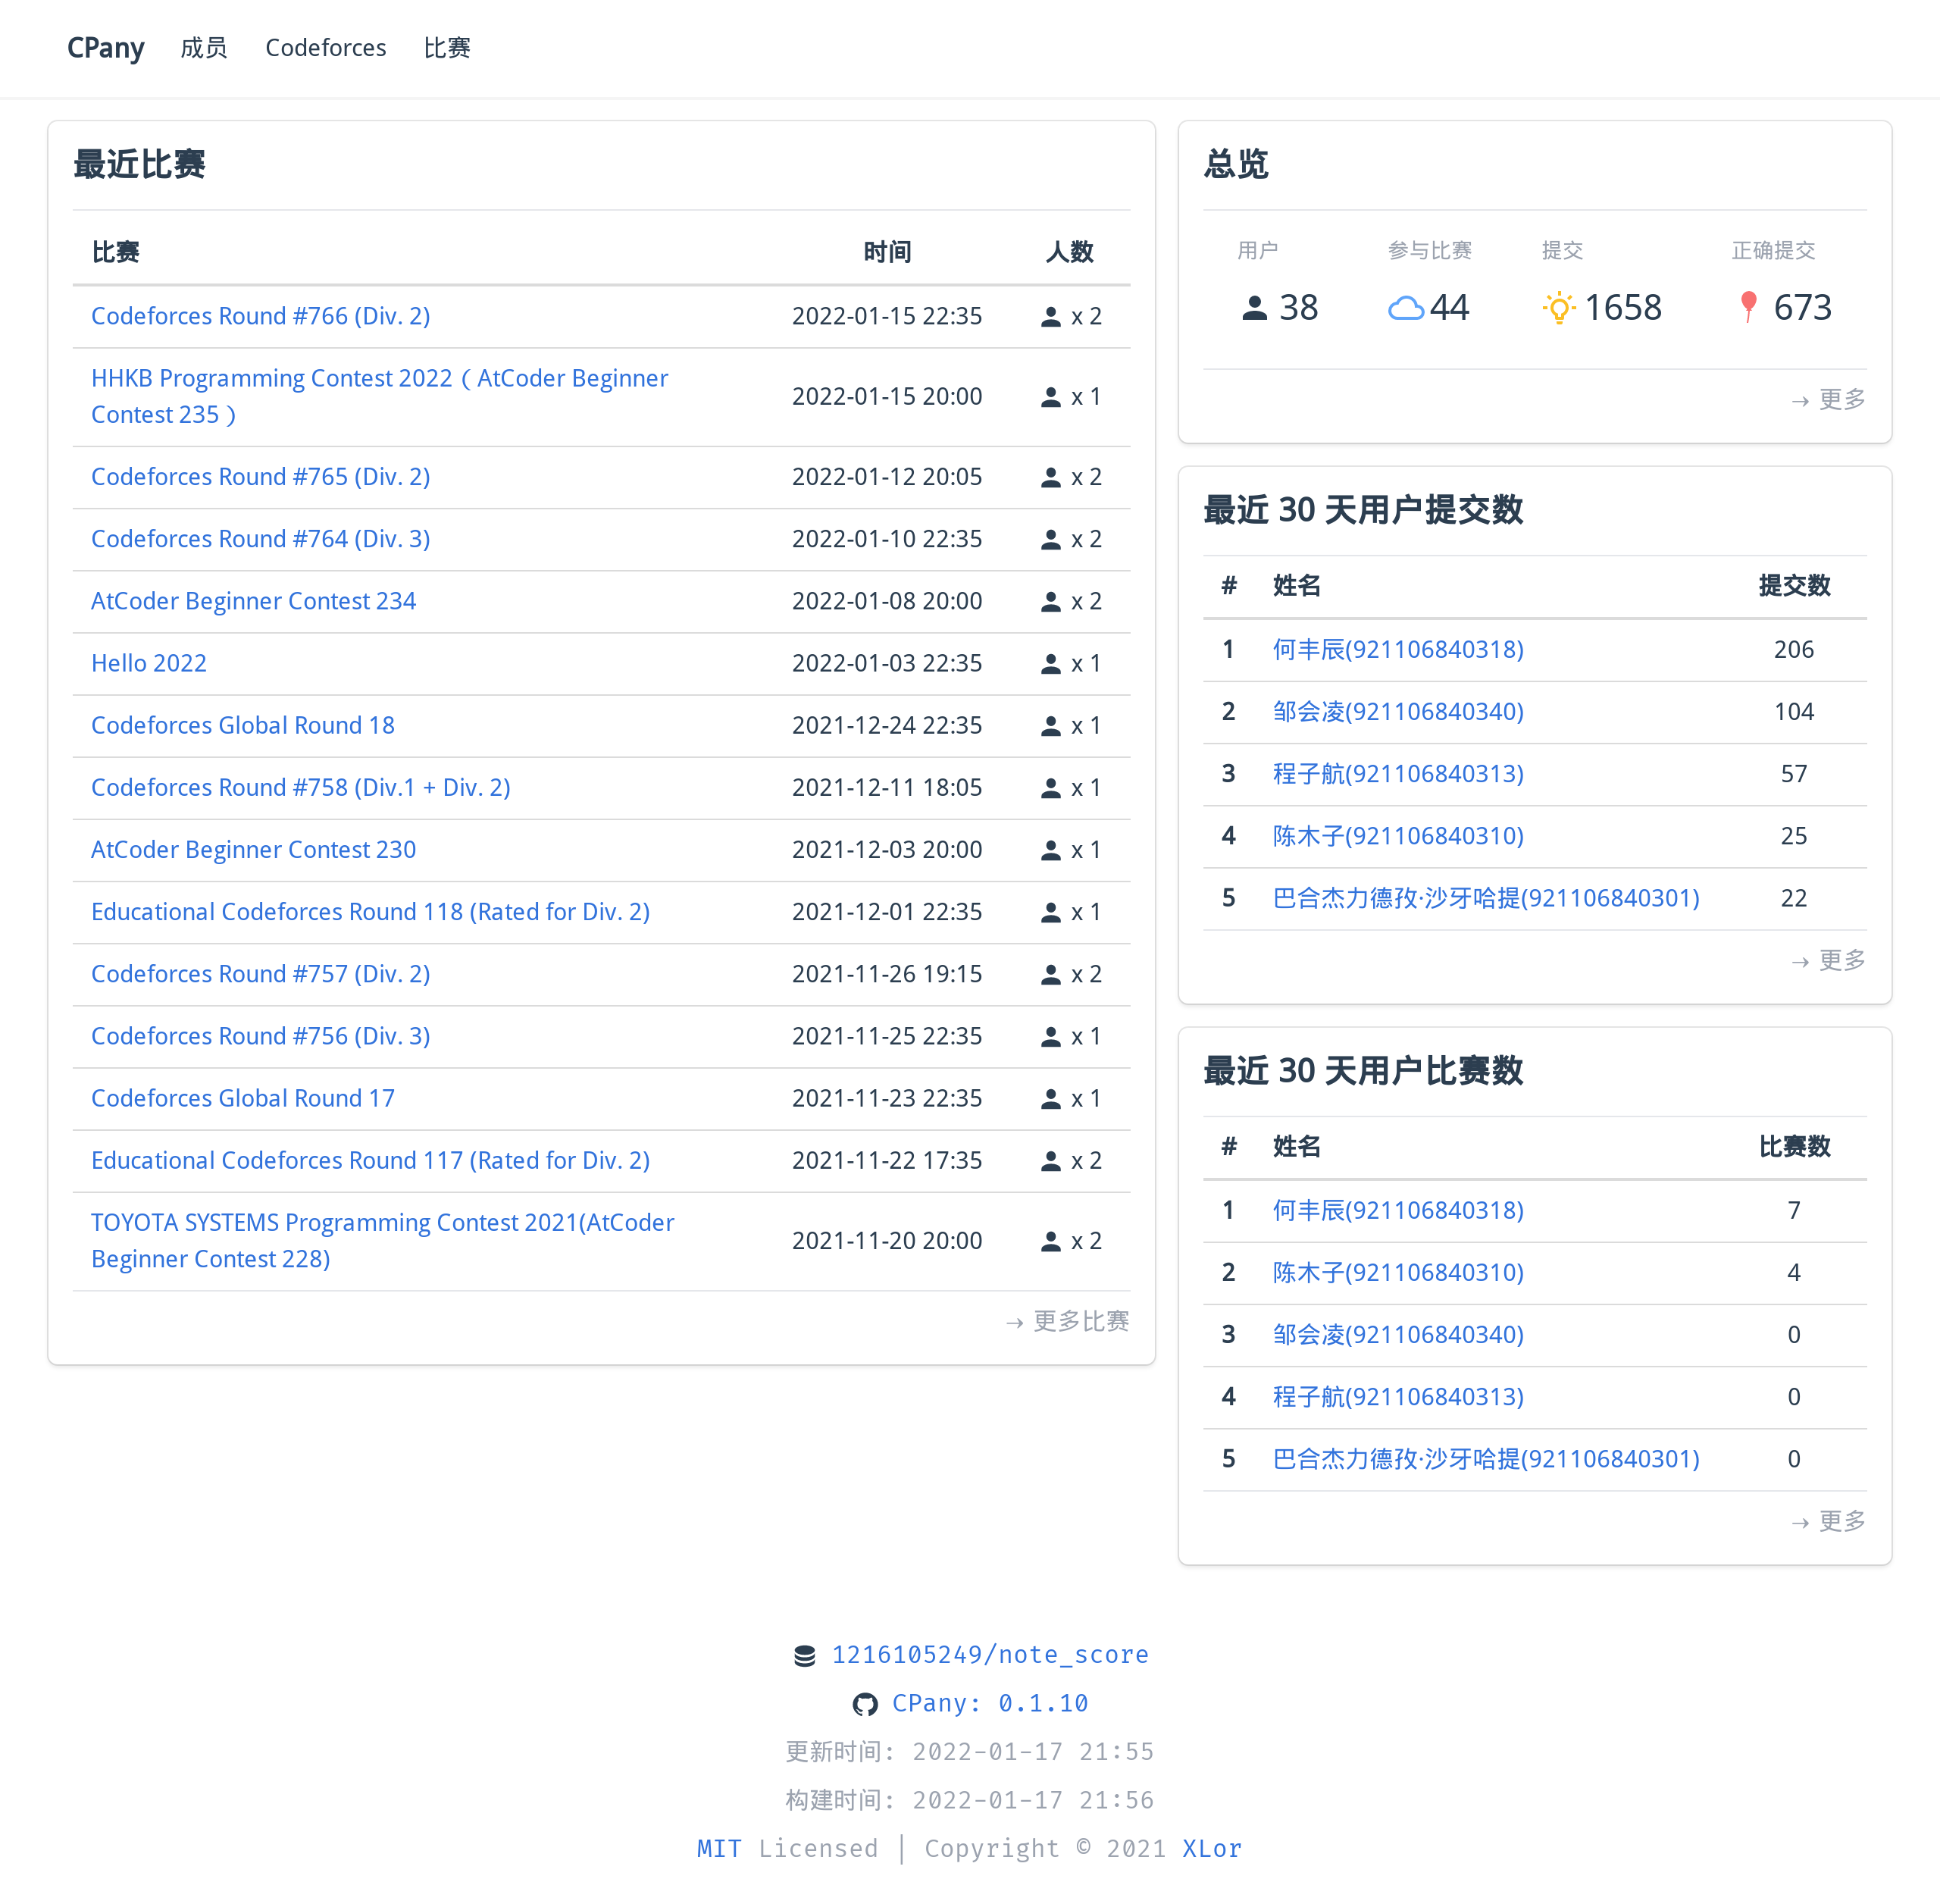 CPany 成员 Codeforces 比赛
最近比赛
比赛 时间 人数
Codeforces Round #766 (Div. 2) 2022-01-15 22:35 x 2
HHKB Programming Contest 2022（AtCoder Beginner
Contest 235） 2022-01-15 20:00 x 1
Codeforces Round #765 (Div. 2) 2022-01-12 20:05 x 2
Codeforces Round #764 (Div. 3) 2022-01-10 22:35 x 2
AtCoder Beginner Contest 234 2022-01-08 20:00 x 2
Hello 2022 2022-01-03 22:35 x 1
Codeforces Global Round 18 2021-12-24 22:35 x 1
Codeforces Round #758 (Div.1 + Div. 2) 2021-12-11 18:05 x 1
AtCoder Beginner Contest 230 2021-12-03 20:00 x 1
Educational Codeforces Round 118 (Rated for Div. 2) 2021-12-01 22:35 x 1
Codeforces Round #757 (Div. 2) 2021-11-26 19:15 x 2
Codeforces Round #756 (Div. 3) 2021-11-25 22:35 x 1
Codeforces Global Round 17 2021-11-23 22:35 x 1
Educational Codeforces Round 117 (Rated for Div. 2) 2021-11-22 17:35 x 2
TOYOTA SYSTEMS Programming Contest 2021(AtCoder
Beginner Contest 228) 2021-11-20 20:00 x 2
→ 更多比赛
总览
用户 参与比赛 提交 正确提交
38 44 1658 673
→ 更多
最近 30 天用户提交数
# 姓名 提交数
1 何丰辰(921106840318) 206
2 邹会凌(921106840340) 104
3 程子航(921106840313) 57
4 陈木子(921106840310) 25
5 巴合杰力德孜·沙牙哈提(921106840301) 22
→ 更多
最近 30 天用户比赛数
# 姓名 比赛数
1 何丰辰(921106840318) 7
2 陈木子(921106840310) 4
3 邹会凌(921106840340) 0
4 程子航(921106840313) 0
5 巴合杰力德孜·沙牙哈提(921106840301) 0
→ 更多
1216105249/note_score
CPany: 0.1.10
更新时间: 2022-01-17 21:55
构建时间: 2022-01-17 21:56
MIT Licensed | Copyright © 2021 XLor